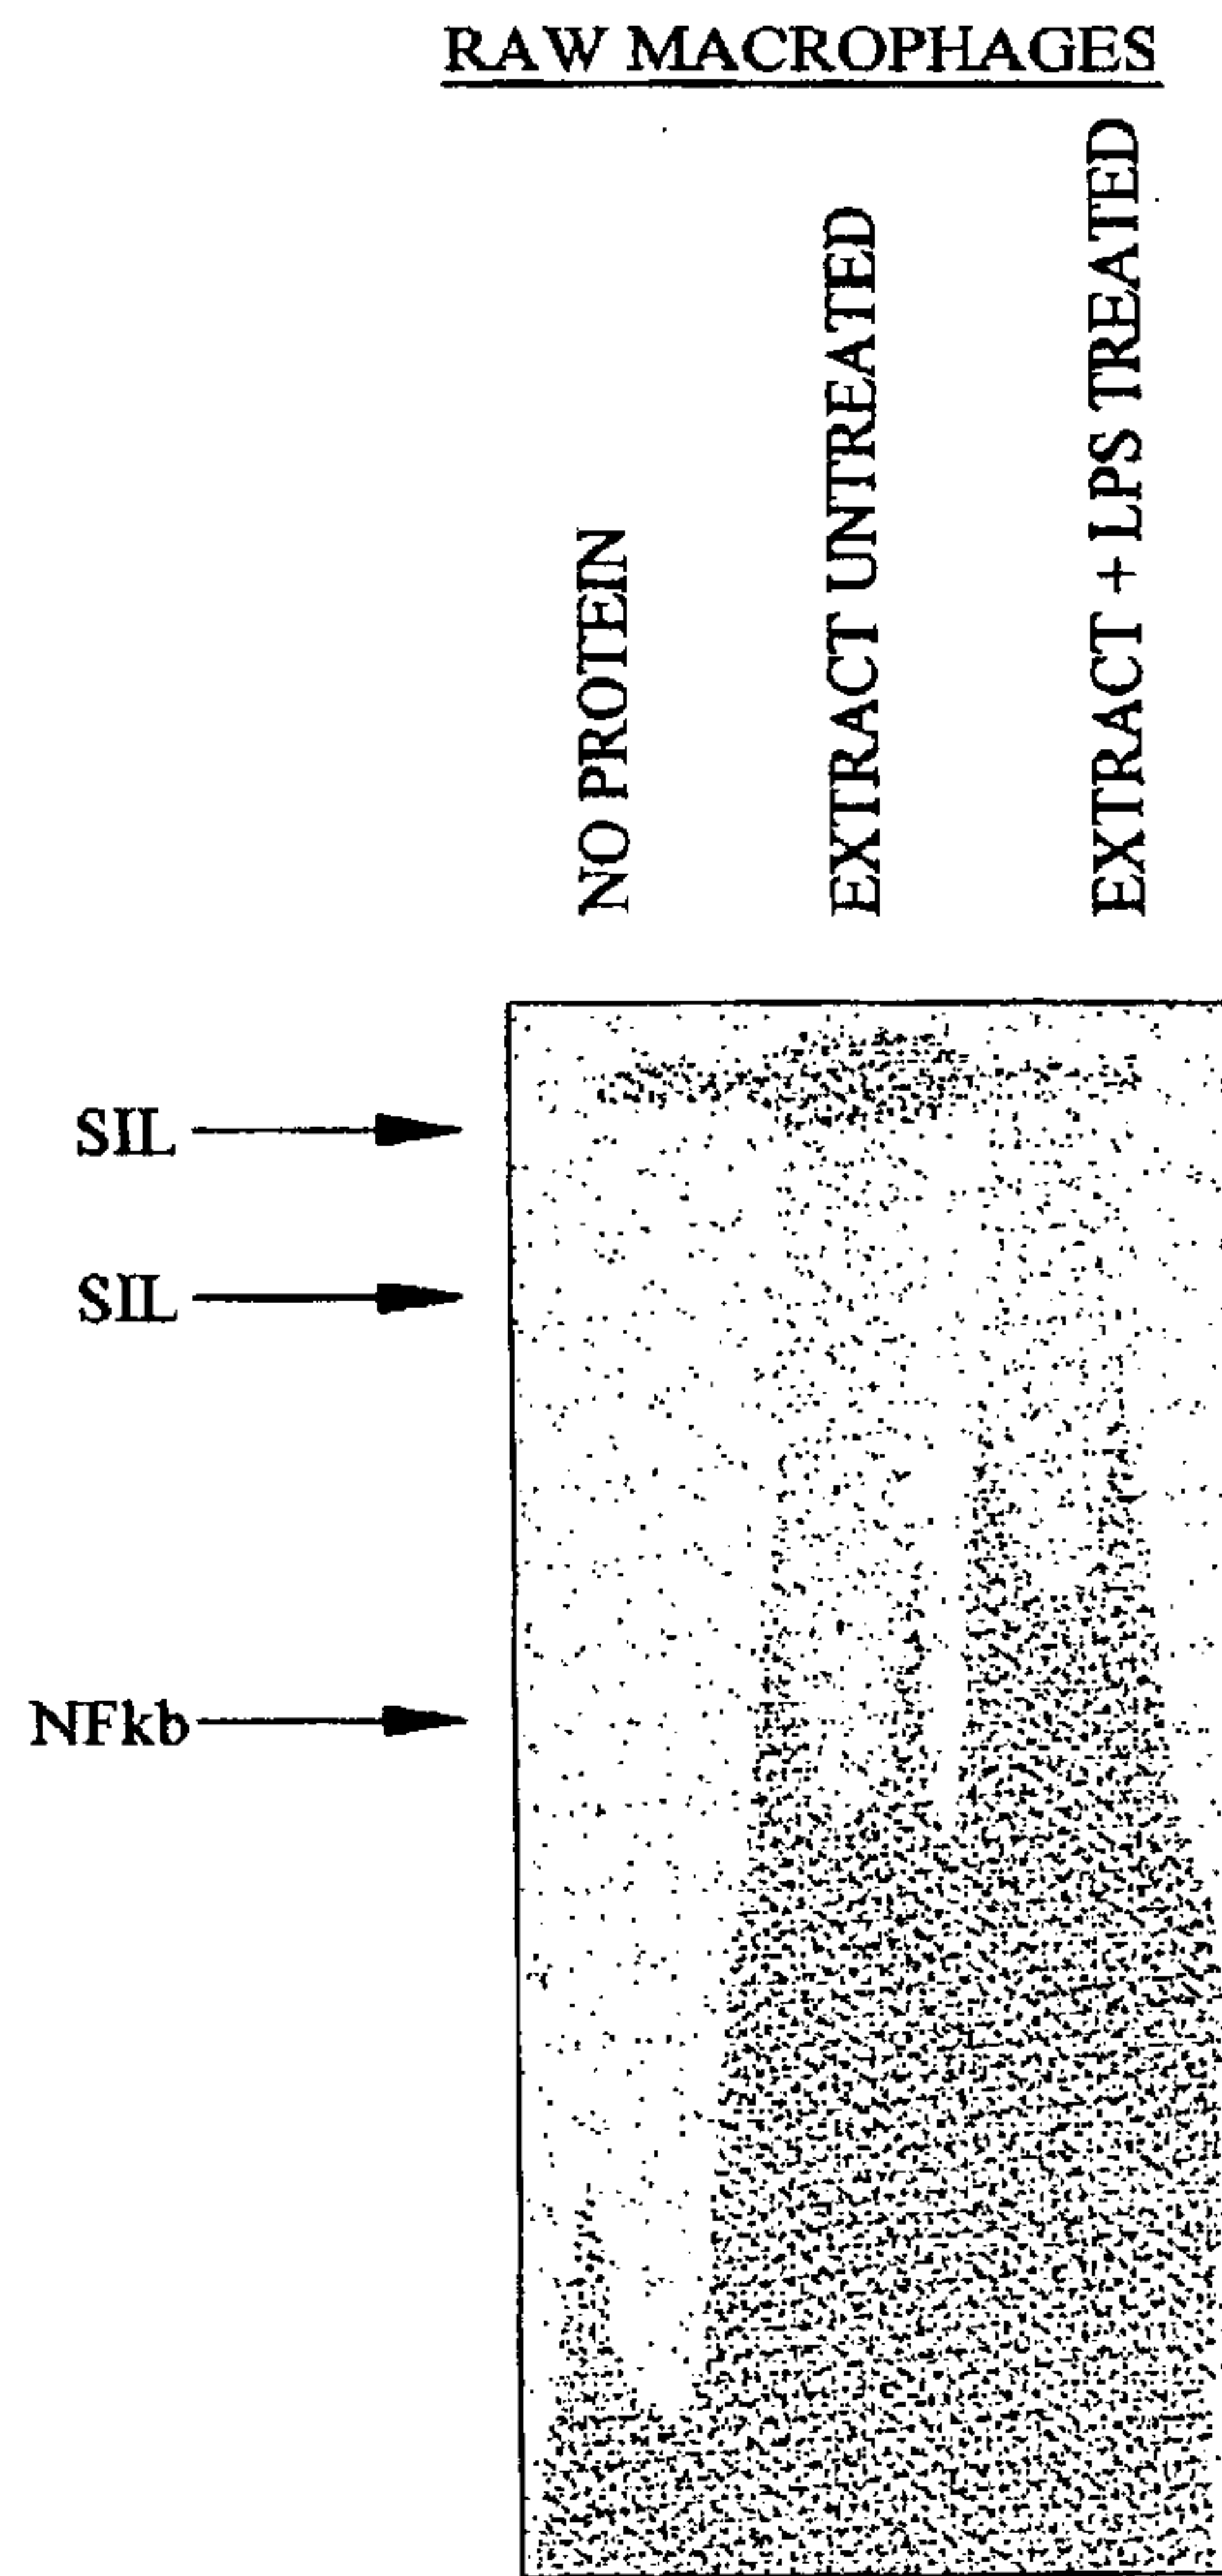 RAW MACROPHAGES
NO PROTEIN
EXTRACT UNTREATED
EXTRACT + LPS TREATED
SIL
SIL
NFkb